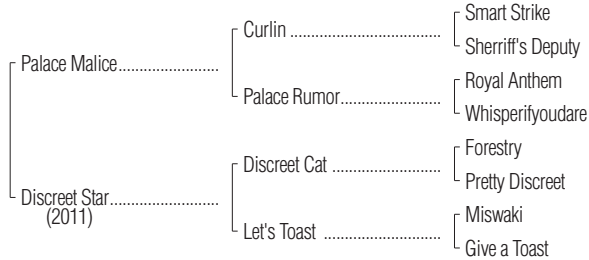 Smart Strike
Curlin ....................................
Sherriff's Deputy
Palace Malice........................
Royal Anthem
Palace Rumor........................
Whisperifyoudare
Forestry
Discreet Cat ..........................
Pretty Discreet
Discreet Star..........................
(2011)
Miswaki
Let's Toast ............................
Give a Toast